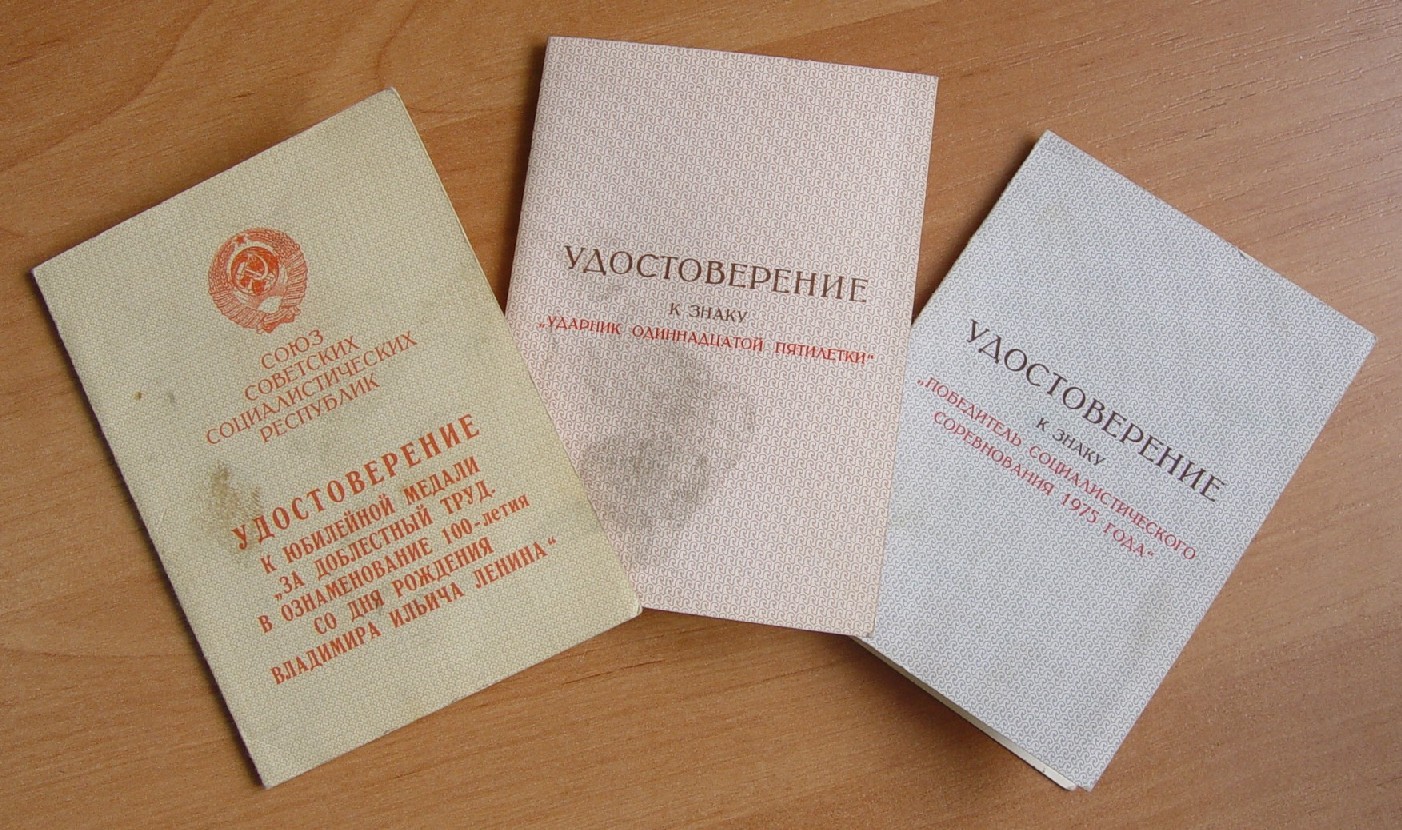 СОЮЗ
СОВЕТСКИХ
СОЦИАЛИСТИЧЕСКИХ
РЕСПУБЛИК
УДОСТОВЕРЕНИЕ
К ЮБИЛЕЙНОЙ МЕДАЛИ
„ЗА ДОБЛЕСТНЫЙ ТРУД.
В ОЗНАМЕНОВАНИЕ 100-летия
СО ДНЯ РОЖДЕНИЯ
ВЛАДИМИРА ИЛЬИЧА ЛЕНИНА“
УДОСТОВЕРЕНИЕ
К ЗНАКУ
„УДАРНИК ОДИННАДЦАТОЙ ПЯТИЛЕТКИ“
УДОСТОВЕРЕНИЕ
К ЗНАКУ
„ПОБЕДИТЕЛЬ СОЦИАЛИСТИЧЕСКОГО
СОРЕВНОВАНИЯ 1975 ГОДА“